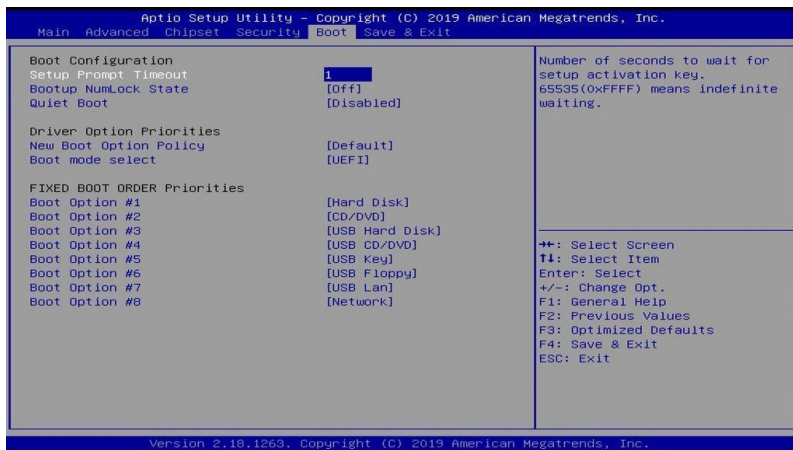 Aptio Setup Utility – Copyright (C) 2019 American Megatrends, Inc.
Main Advanced Chipset Security Boot Save & Exit
Boot Configuration
Setup Prompt Timeout 1
Bootup NumLock State [Off]
Quiet Boot [Disabled]
Driver Option Priorities
New Boot Option Policy [Default]
Boot mode select [UEFI]
FIXED BOOT ORDER Priorities
Boot Option #1 [Hard Disk]
Boot Option #2 [CD/DVD]
Boot Option #3 [USB Hard Disk]
Boot Option #4 [USB CD/DVD]
Boot Option #5 [USB Key]
Boot Option #6 [USB Floppy]
Boot Option #7 [USB Lan]
Boot Option #8 [Network]
Number of seconds to wait for
setup activation key.
65535(0xFFFF) means indefinite
waiting.
→←: Select Screen
↑↓: Select Item
Enter: Select
+/-: Change Opt.
F1: General Help
F2: Previous Values
F3: Optimized Defaults
F4: Save & Exit
ESC: Exit
Version 2.18.1263. Copyright (C) 2019 American Megatrends, Inc.